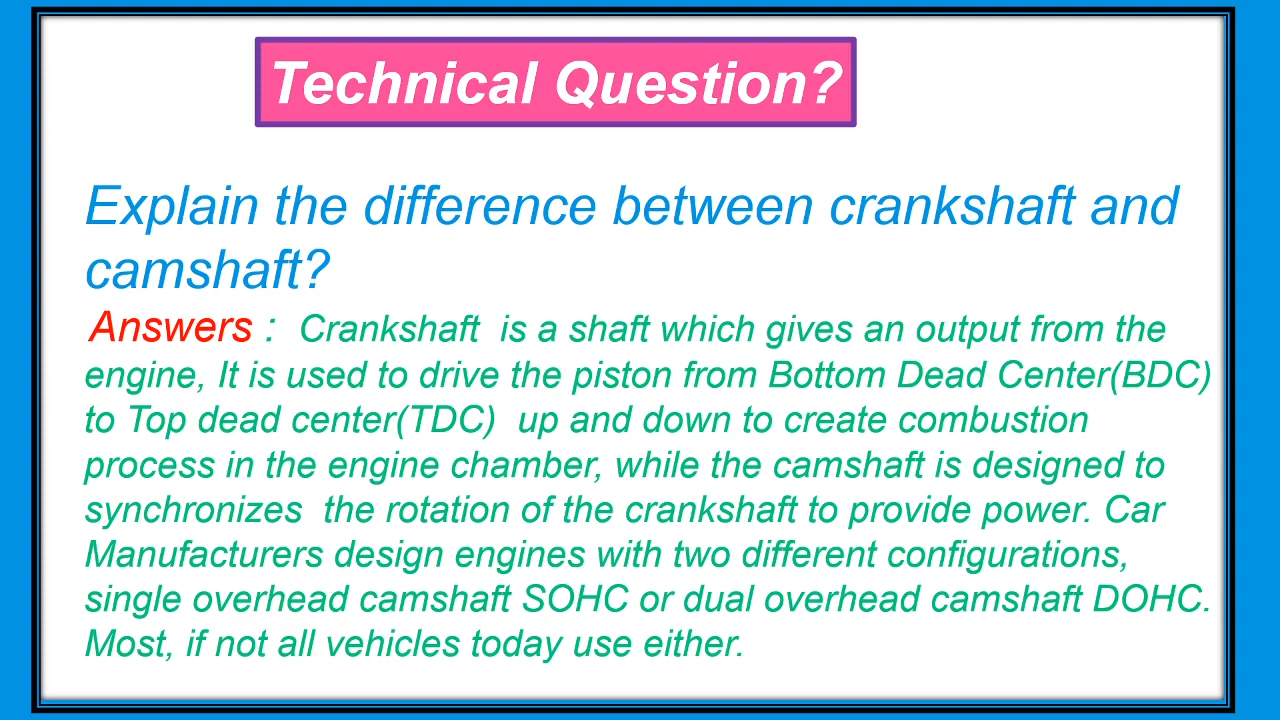 Technical Question?
Explain the difference between crankshaft and
camshaft?
Answers : Crankshaft is a shaft which gives an output from the
engine, It is used to drive the piston from Bottom Dead Center(BDC)
to Top dead center(TDC) up and down to create combustion
process in the engine chamber, while the camshaft is designed to
synchronizes the rotation of the crankshaft to provide power. Car
Manufacturers design engines with two different configurations,
single overhead camshaft SOHC or dual overhead camshaft DOHC.
Most, if not all vehicles today use either.